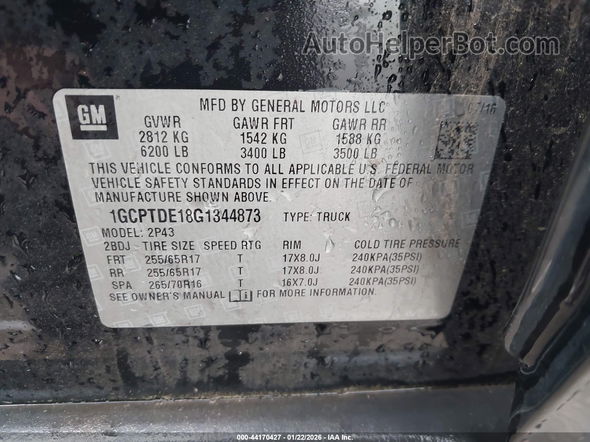 AutoHelperBot.com
GM
MFD BY GENERAL MOTORS LLC 07/16
GVWR GAWR FRT GAWR RR
2812 KG 1542 KG 1588 KG
6200 LB 3400 LB 3500 LB
THIS VEHICLE CONFORMS TO ALL APPLICABLE U.S. FEDERAL MOTOR
VEHICLE SAFETY STANDARDS IN EFFECT ON THE DATE OF
MANUFACTURE SHOWN ABOVE.
1GCPTDE18G1344873 TYPE: TRUCK
MODEL: 2P43
2BDJ TIRE SIZE SPEED RTG RIM COLD TIRE PRESSURE
FRT 255/65R17 T 17X8.0J 240KPA(35PSI)
RR 255/65R17 T 17X8.0J 240KPA(35PSI)
SPA 265/70R16 T 16X7.0J 240KPA(35PSI)
SEE OWNER'S MANUAL FOR MORE INFORMATION
000-44170427 - 01/22/2026 - IAA Inc.